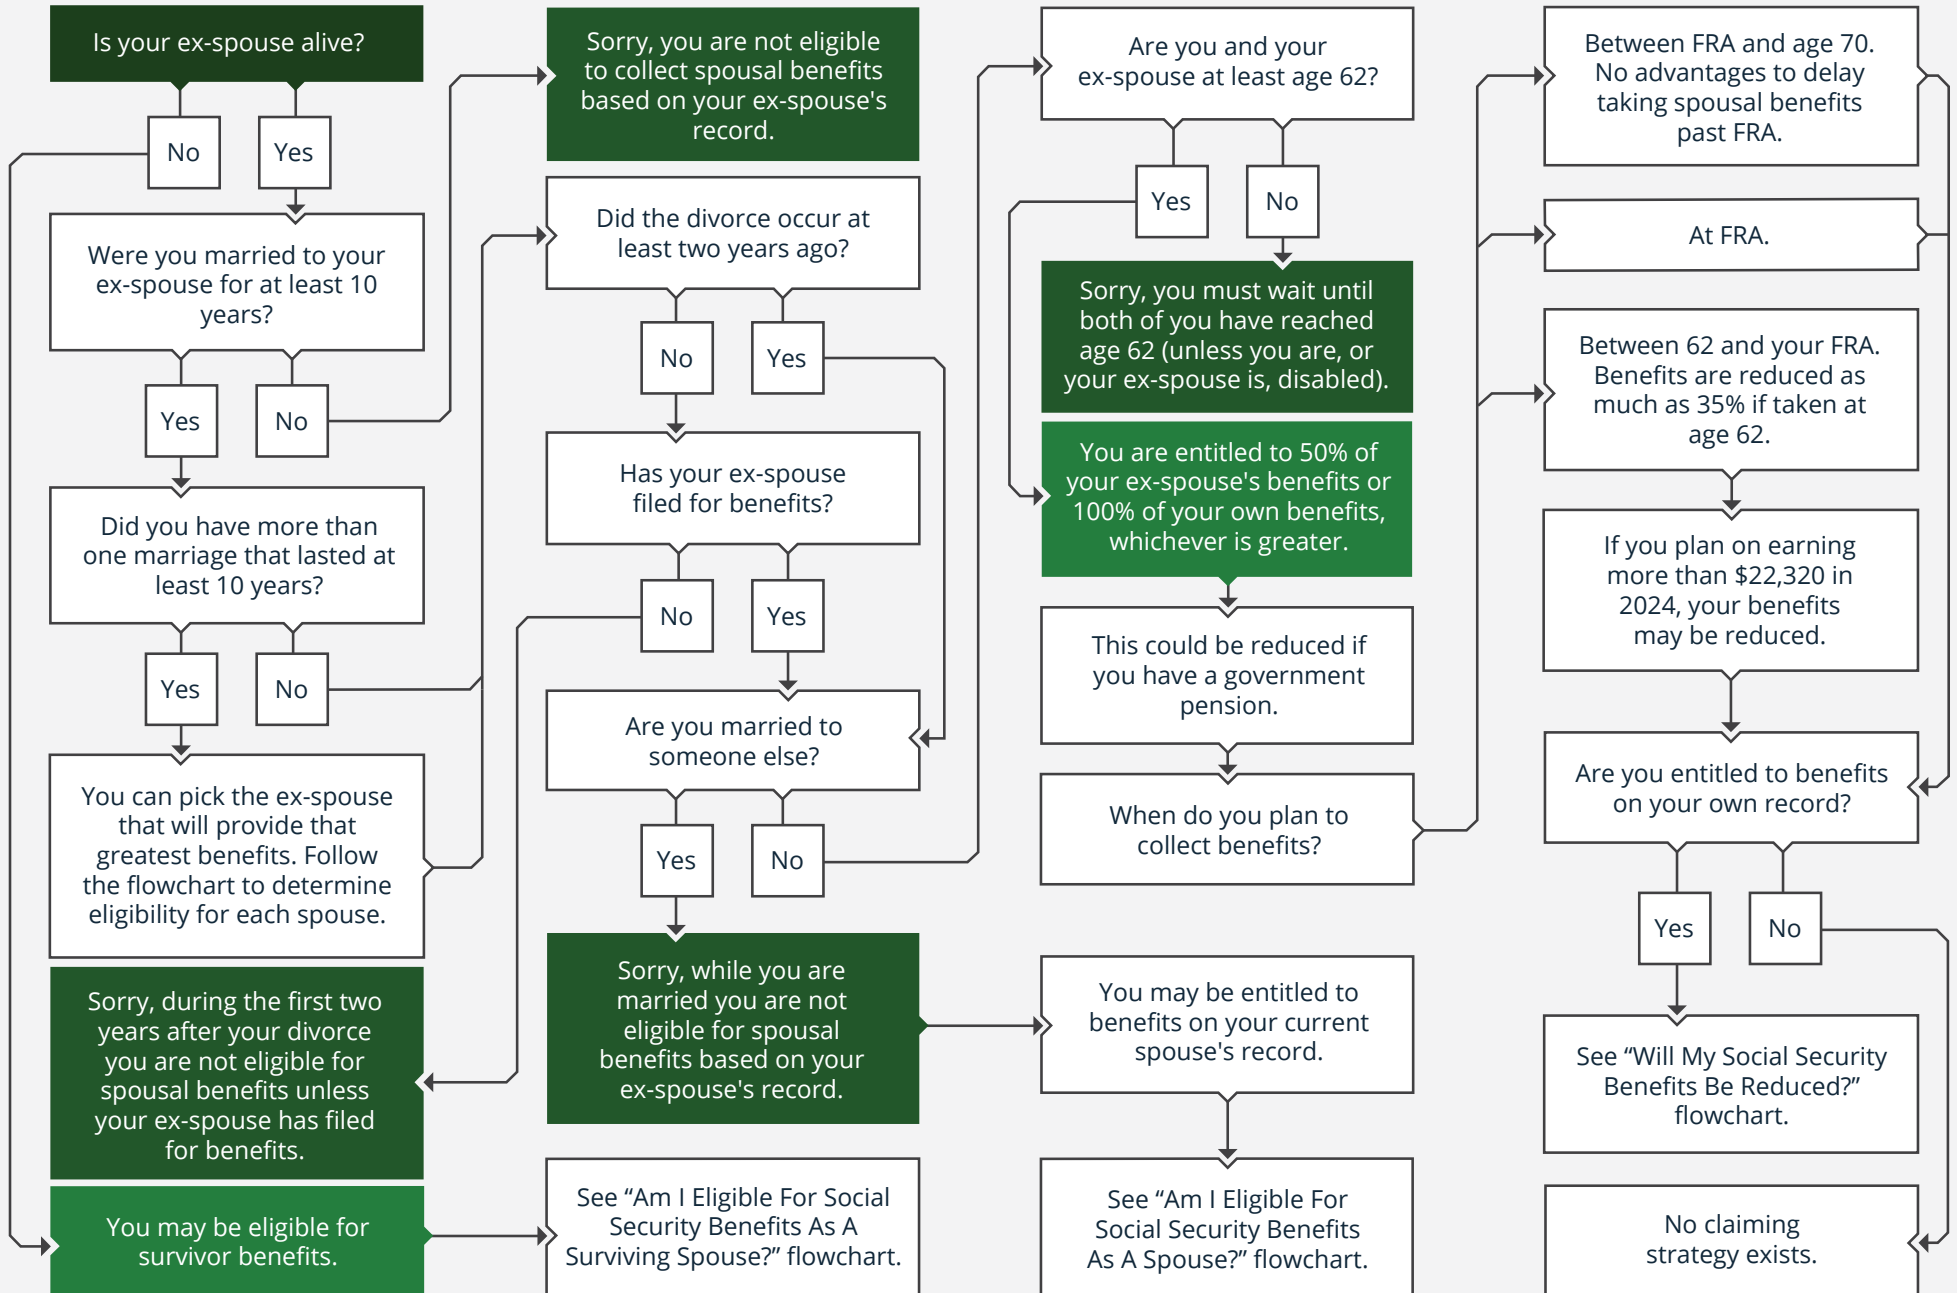 Is your ex-spouse alive?
No
Yes
Were you married to your
ex-spouse for at least 10
years?
Yes
No
Did you have more than
one marriage that lasted at
least 10 years?
Yes
No
You can pick the ex-spouse
that will provide that
greatest benefits. Follow
the flowchart to determine
eligibility for each spouse.
Sorry, during the first two
years after your divorce
you are not eligible for
spousal benefits unless
your ex-spouse has filed
for benefits.
You may be eligible for
survivor benefits.
Sorry, you are not eligible
to collect spousal benefits
based on your ex-spouse's
record.
Did the divorce occur at
least two years ago?
No
Yes
Has your ex-spouse
filed for benefits?
No
Yes
Are you married to
someone else?
Yes
No
Sorry, while you are
married you are not
eligible for spousal
benefits based on your
ex-spouse's record.
See “Am I Eligible For Social
Security Benefits As A
Surviving Spouse?” flowchart.
Are you and your
ex-spouse at least age 62?
Yes
No
Sorry, you must wait until
both of you have reached
age 62 (unless you are, or
your ex-spouse is, disabled).
You are entitled to 50% of
your ex-spouse's benefits or
100% of your own benefits,
whichever is greater.
This could be reduced if
you have a government
pension.
When do you plan to
collect benefits?
You may be entitled to
benefits on your current
spouse's record.
See “Am I Eligible For
Social Security Benefits
As A Spouse?” flowchart.
Between FRA and age 70.
No advantages to delay
taking spousal benefits
past FRA.
At FRA.
Between 62 and your FRA.
Benefits are reduced as
much as 35% if taken at
age 62.
If you plan on earning
more than $22,320 in
2024, your benefits
may be reduced.
Are you entitled to benefits
on your own record?
Yes
No
See “Will My Social Security
Benefits Be Reduced?”
flowchart.
No claiming
strategy exists.